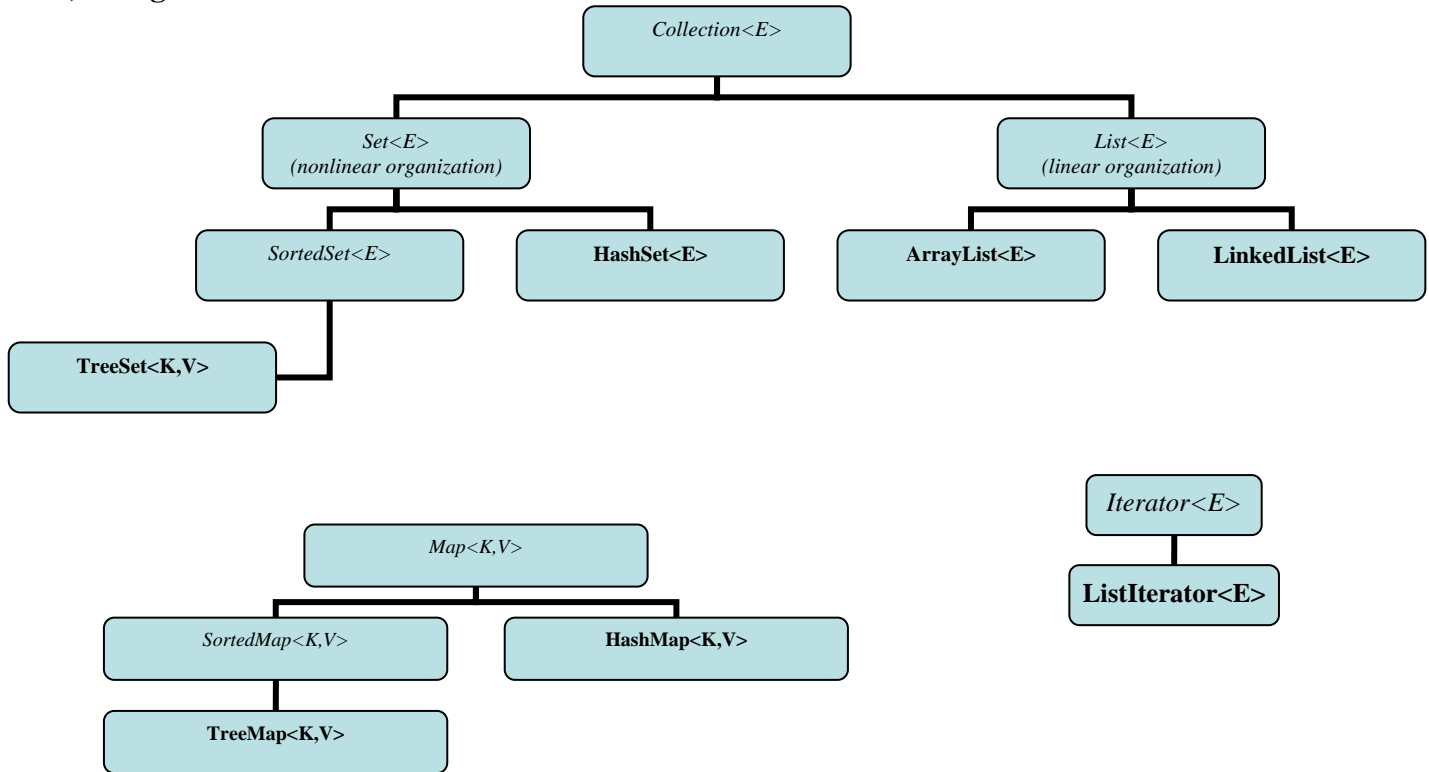 Collection<E>
Set<E>
(nonlinear organization)
List<E>
(linear organization)
SortedSet<E>
HashSet<E>
ArrayList<E>
LinkedList<E>
TreeSet<K,V>
Iterator<E>
Map<K,V>
ListIterator<E>
SortedMap<K,V>
HashMap<K,V>
TreeMap<K,V>